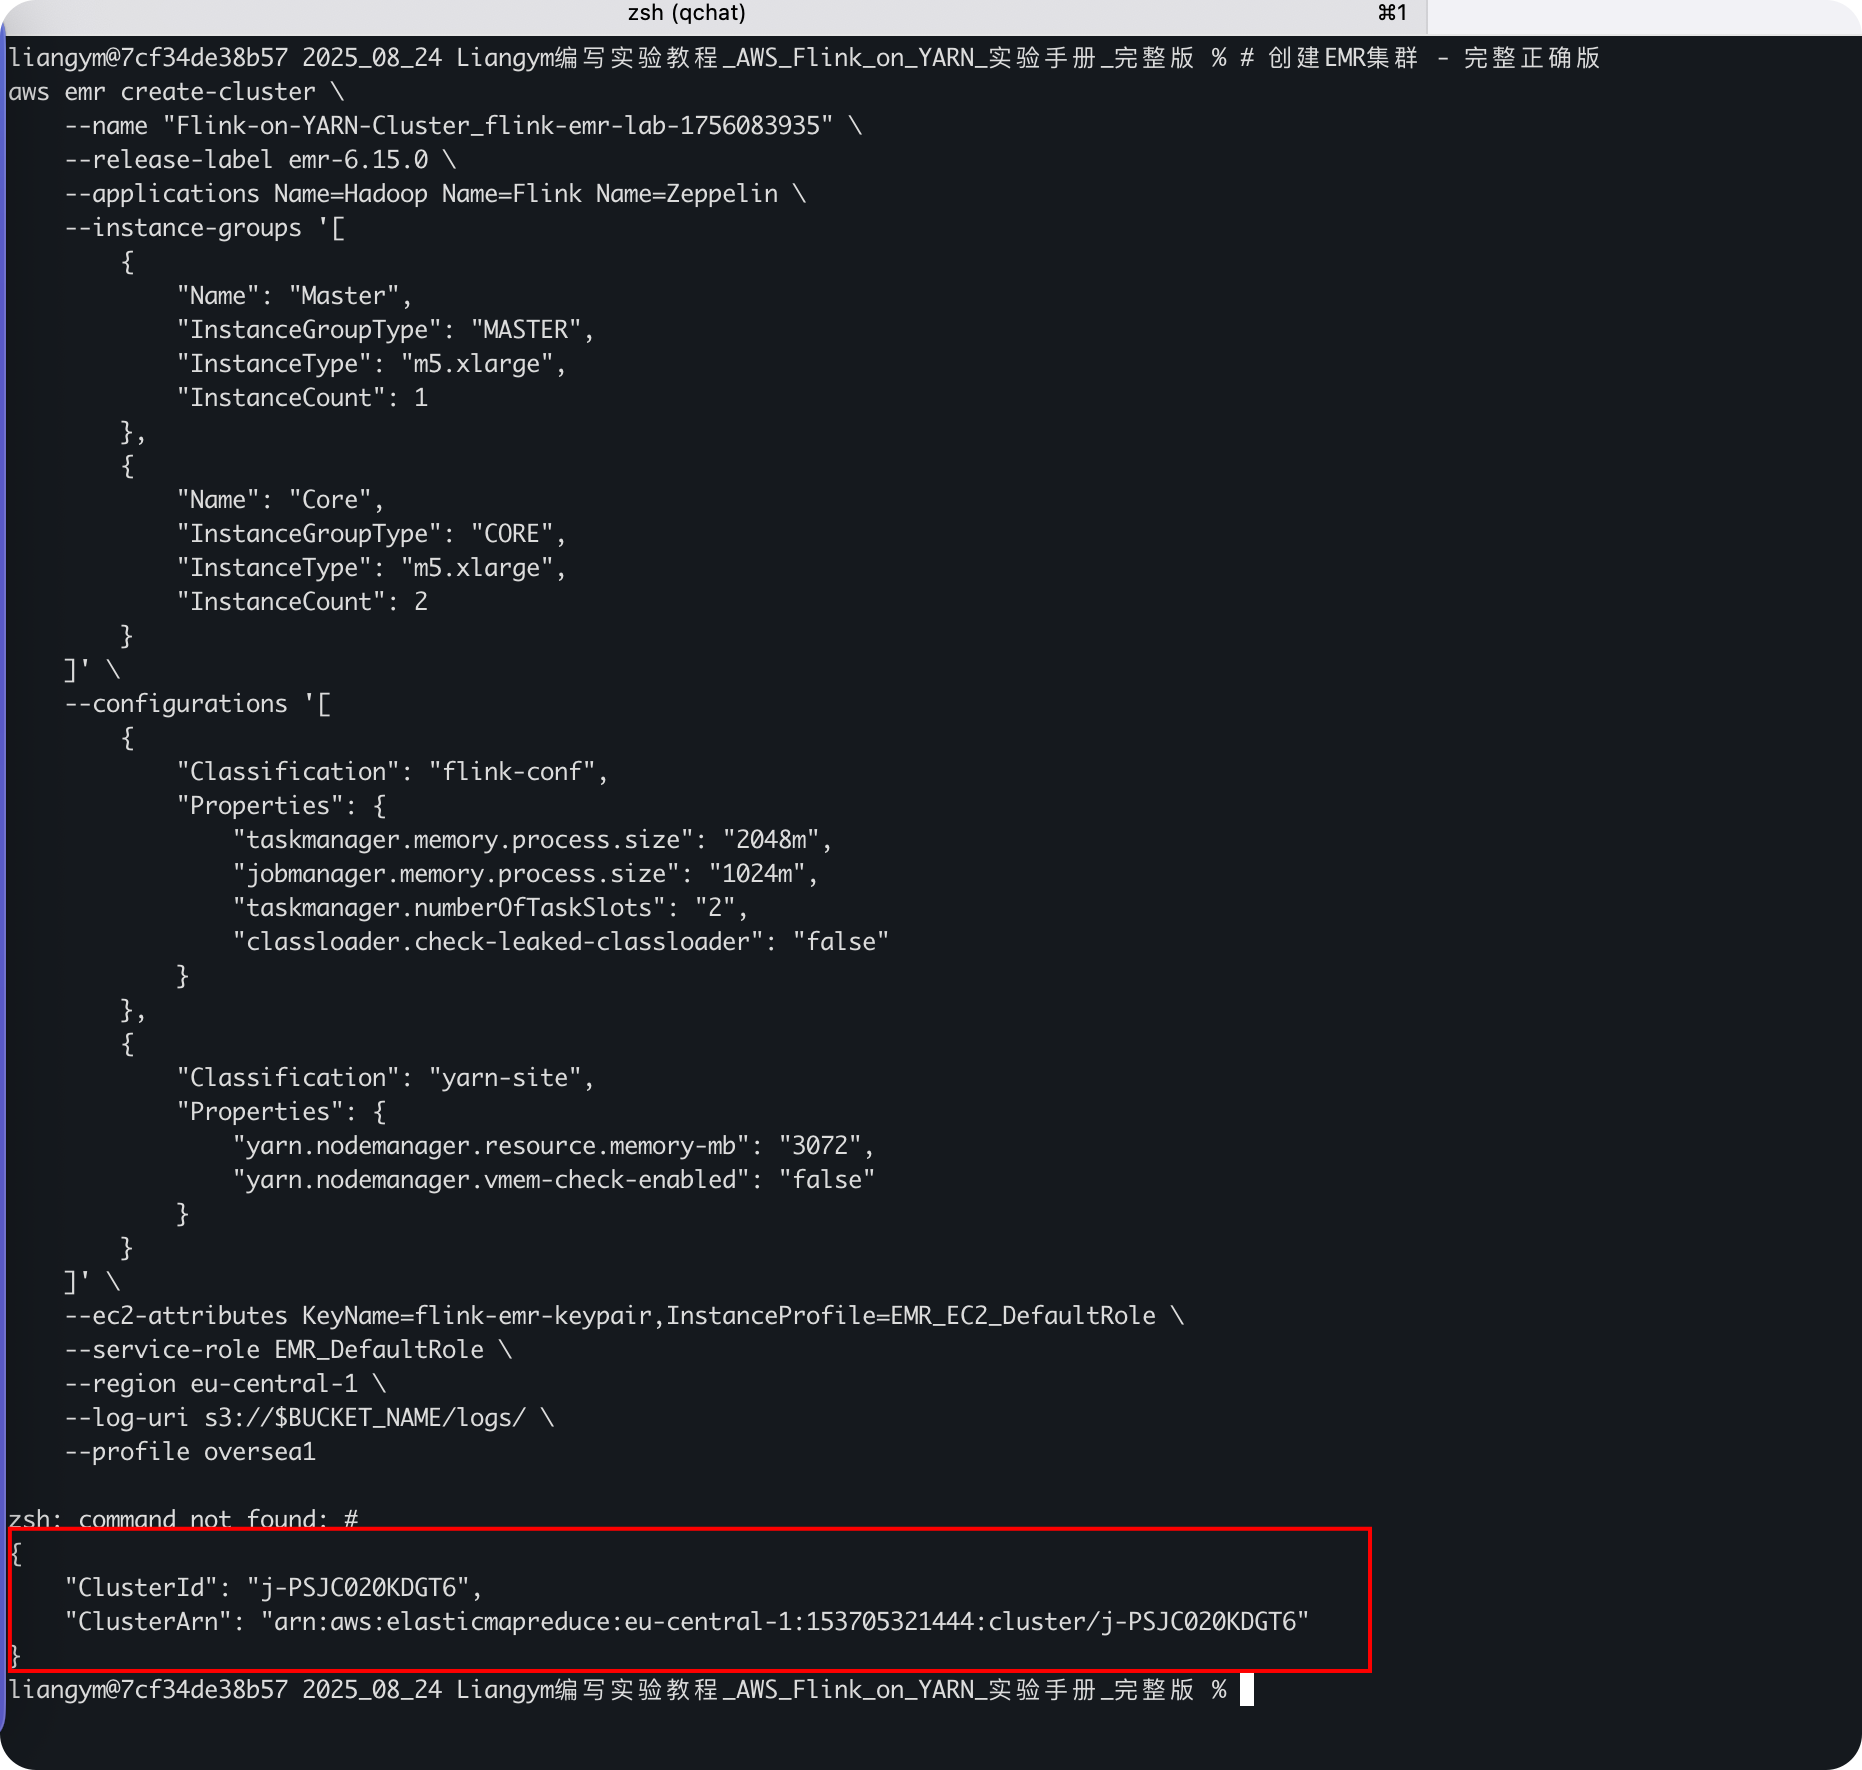 zsh (qchat) ⌘1
liangym@7cf34de38b57 2025_08_24 Liangym编写实验教程_AWS_Flink_on_YARN_实验手册_完整版 % # 创建EMR集群 - 完整正确版
aws emr create-cluster \
    --name "Flink-on-YARN-Cluster_flink-emr-lab-1756083935" \
    --release-label emr-6.15.0 \
    --applications Name=Hadoop Name=Flink Name=Zeppelin \
    --instance-groups '[
        {
            "Name": "Master",
            "InstanceGroupType": "MASTER",
            "InstanceType": "m5.xlarge",
            "InstanceCount": 1
        },
        {
            "Name": "Core",
            "InstanceGroupType": "CORE",
            "InstanceType": "m5.xlarge",
            "InstanceCount": 2
        }
    ]' \
    --configurations '[
        {
            "Classification": "flink-conf",
            "Properties": {
                "taskmanager.memory.process.size": "2048m",
                "jobmanager.memory.process.size": "1024m",
                "taskmanager.numberOfTaskSlots": "2",
                "classloader.check-leaked-classloader": "false"
            }
        },
        {
            "Classification": "yarn-site",
            "Properties": {
                "yarn.nodemanager.resource.memory-mb": "3072",
                "yarn.nodemanager.vmem-check-enabled": "false"
            }
        }
    ]' \
    --ec2-attributes KeyName=flink-emr-keypair,InstanceProfile=EMR_EC2_DefaultRole \
    --service-role EMR_DefaultRole \
    --region eu-central-1 \
    --log-uri s3://$BUCKET_NAME/logs/ \
    --profile oversea1
zsh: command not found: #
{
    "ClusterId": "j-PSJC020KDGT6",
    "ClusterArn": "arn:aws:elasticmapreduce:eu-central-1:153705321444:cluster/j-PSJC020KDGT6"
}
liangym@7cf34de38b57 2025_08_24 Liangym编写实验教程_AWS_Flink_on_YARN_实验手册_完整版 %